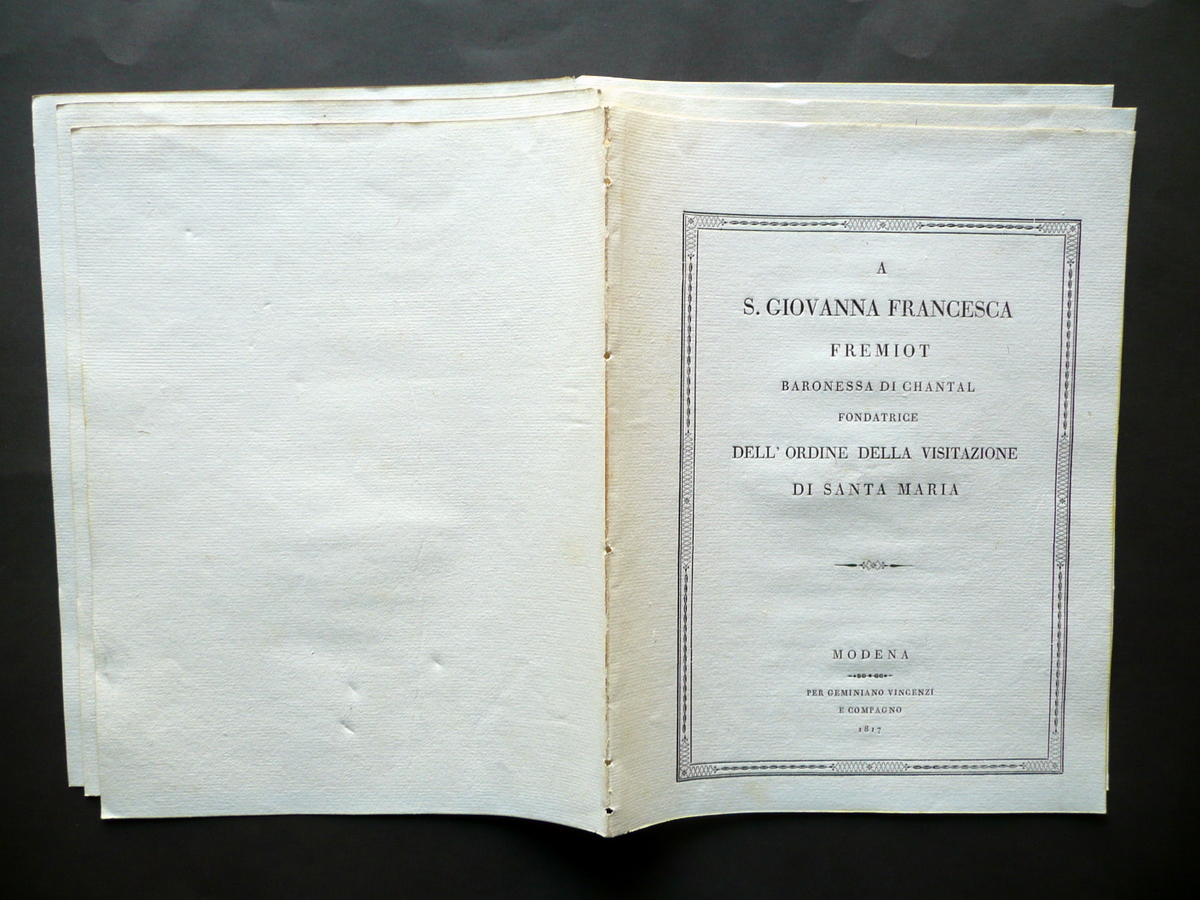 A
S. GIOVANNA FRANCESCA
FREMIOT
BARONESSA DI CHANTAL
FONDATRICE
DELL' ORDINE DELLA VISITAZIONE
DI SANTA MARIA
MODENA
PER GEMINIANO VINCENZI
E COMPAGNO
1817